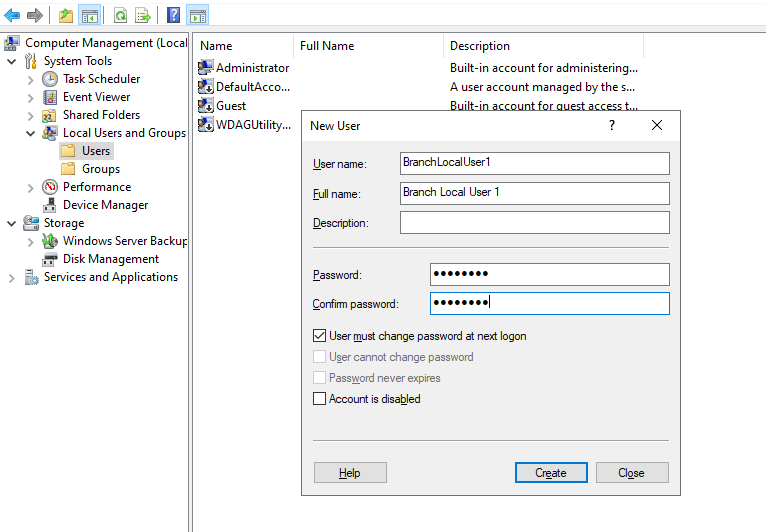 Computer Management (Local
System Tools
Task Scheduler
Event Viewer
Shared Folders
Local Users and Groups
Users
Groups
Performance
Device Manager
Storage
Windows Server Backup
Disk Management
Services and Applications
Name Full Name Description
Administrator Built-in account for administering...
DefaultAcco... A user account managed by the s...
Guest Built-in account for guest access t...
WDAGUtility...
New User ? ×
User name: BranchLocalUser1
Full name: Branch Local User 1
Description:
Password: ●●●●●●●●
Confirm password: ●●●●●●●●
User must change password at next logon
User cannot change password
Password never expires
Account is disabled
Help Create Close